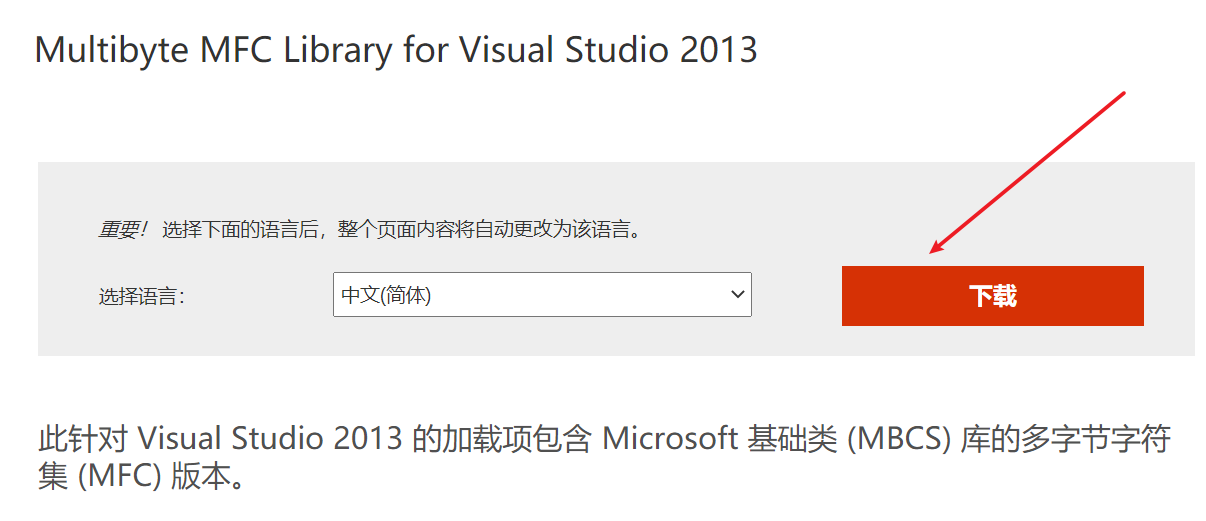 Multibyte MFC Library for Visual Studio 2013
重要! 选择下面的语言后，整个页面内容将自动更改为该语言。
选择语言: 中文(简体) 下载
此针对 Visual Studio 2013 的加载项包含 Microsoft 基础类 (MBCS) 库的多字节字符
集 (MFC) 版本。